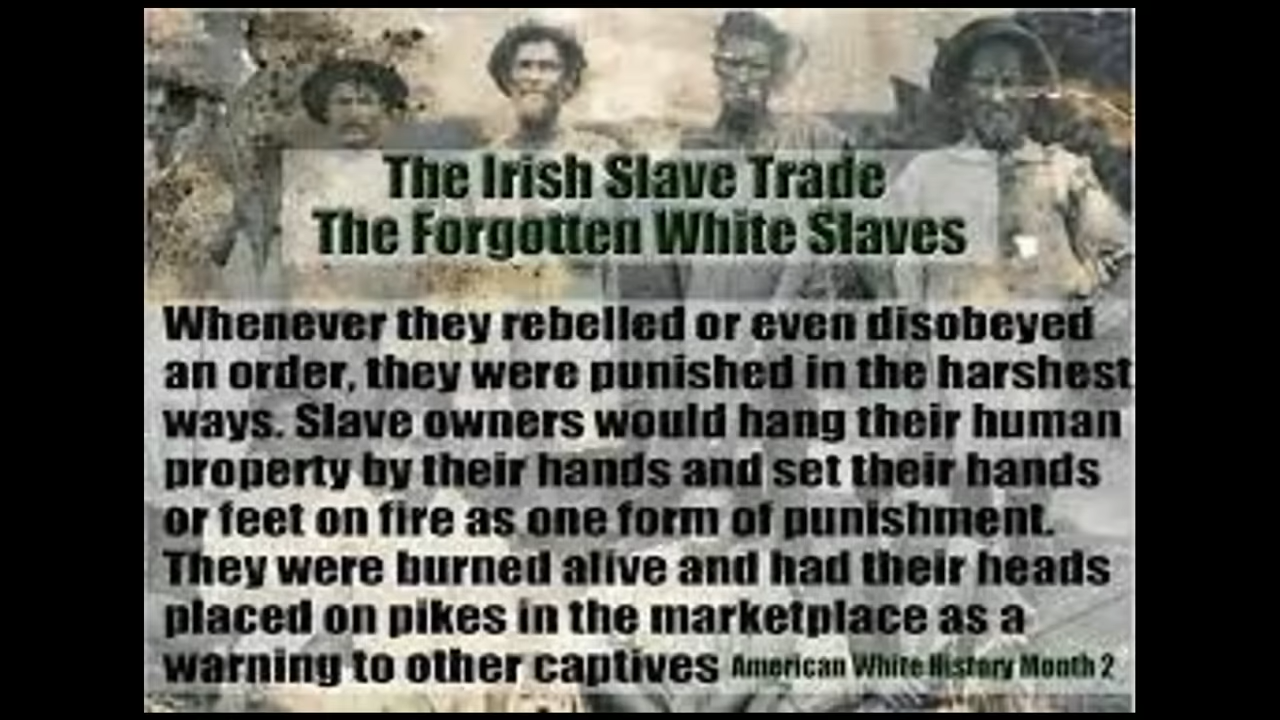 The Irish Slave Trade
The Forgotten White Slaves
Whenever they rebelled or even disobeyed
an order, they were punished in the harshest
ways. Slave owners would hang their human
property by their hands and set their hands
or feet on fire as one form of punishment.
They were burned alive and had their heads
placed on pikes in the marketplace as a
warning to other captives American White History Month 2